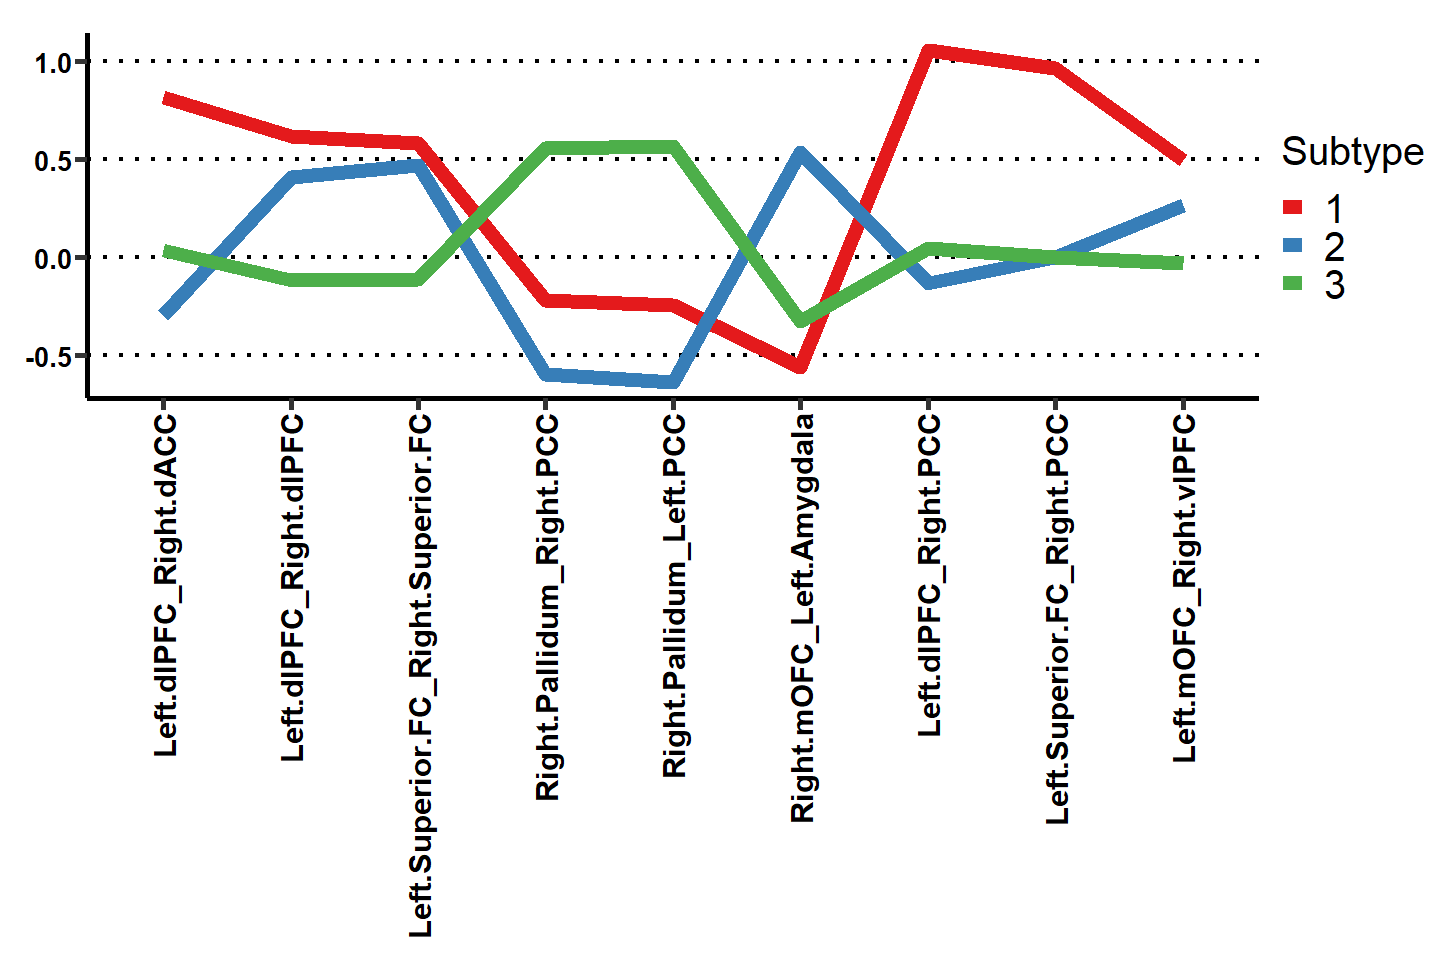 1.0
0.5
0.0
-0.5
Left.dlPFC_Right.dACC
Left.dlPFC_Right.dlPFC
Left.Superior.FC_Right.Superior.FC
Right.Pallidum_Right.PCC
Right.Pallidum_Left.PCC
Right.mOFC_Left.Amygdala
Left.dlPFC_Right.PCC
Left.Superior.FC_Right.PCC
Left.mOFC_Right.vlPFC
Subtype
1
2
3